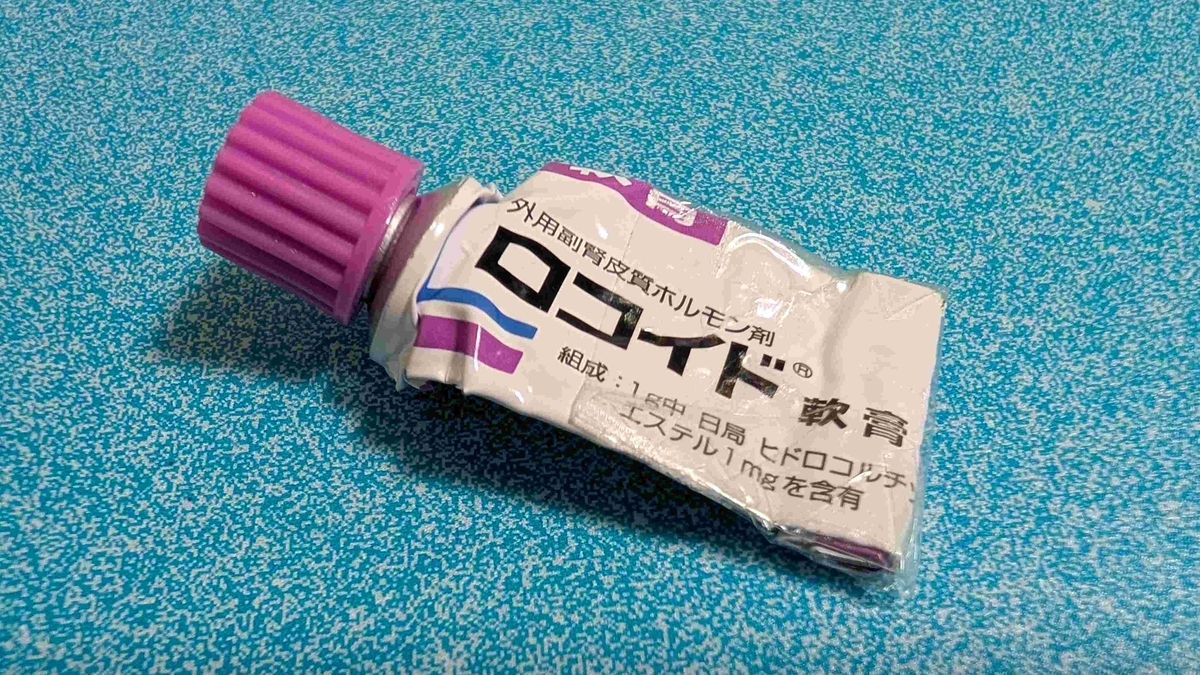 外用副腎皮質ホルモン剤
ロコイド® 軟膏
組成:1g中 日局 ヒドロコルチ
エステル1mgを含有